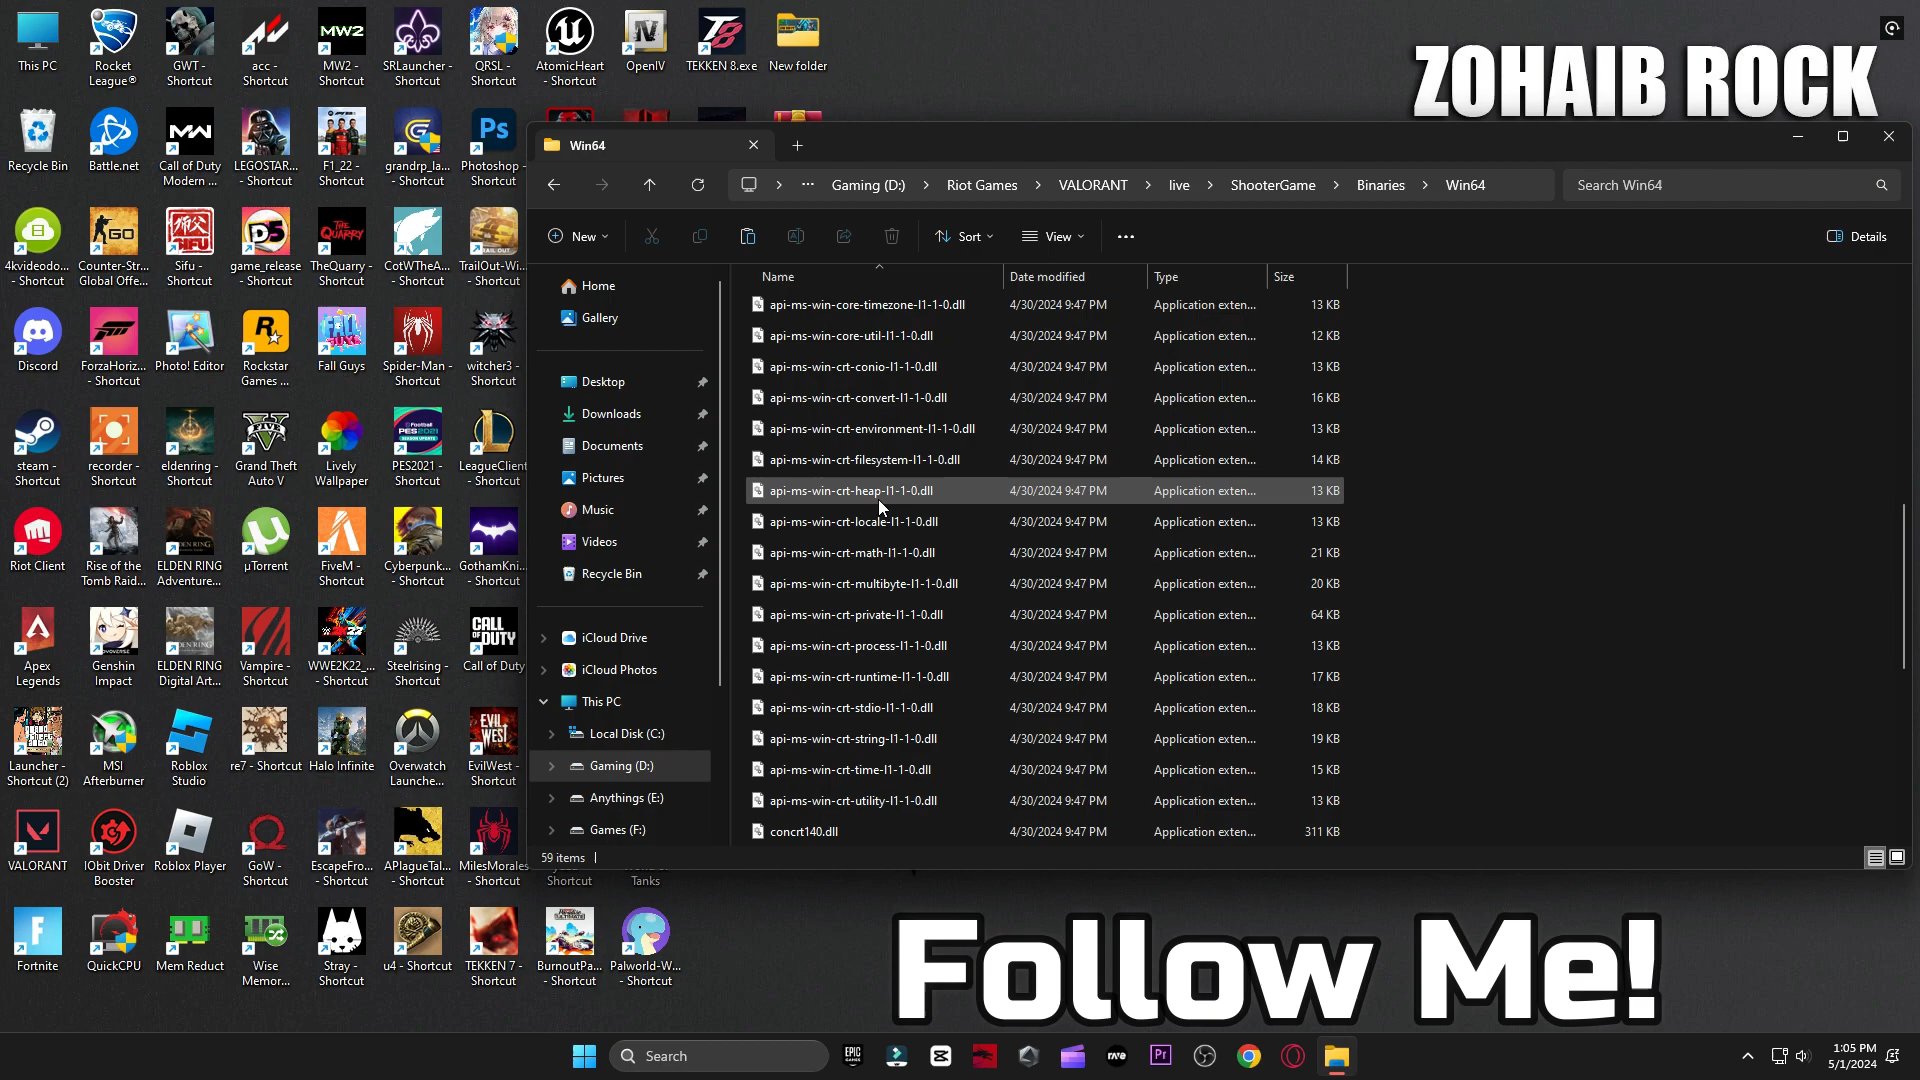 This PC
Rocket
League®
GWT -
Shortcut
acc -
Shortcut
MW2
MW2 -
Shortcut
SRLauncher -
Shortcut
QRSL -
Shortcut
AtomicHeart
- Shortcut
OpenIV
TEKKEN 8.exe
New folder
ZOHAIB ROCK
Recycle Bin
Battle.net
Call of Duty
Modern ...
LEGOSTAR...
- Shortcut
F1_22 -
Shortcut
grandrp_la...
- Shortcut
Ps
Photoshop -
Shortcut
4kvideodo...
- Shortcut
GO
Counter-Str...
Global Offe...
Sifu -
Shortcut
D5
game_release
- Shortcut
THE QUARRY
TheQuarry -
Shortcut
CotWTheA...
- Shortcut
TrailOut-Wi...
- Shortcut
Discord
ForzaHoriz...
- Shortcut
Photo! Editor
Rockstar
Games ...
Fall Guys
Spider-Man -
Shortcut
witcher3 -
Shortcut
steam -
Shortcut
recorder -
Shortcut
eldenring -
Shortcut
Grand Theft
Auto V
Lively
Wallpaper
PES2021 -
Shortcut
LeagueClient
- Shortcut
Riot Client
Rise of the
Tomb Raid...
ELDEN RING
Adventure...
µTorrent
FiveM -
Shortcut
Cyberpunk...
- Shortcut
GothamKni...
- Shortcut
Apex
Legends
Genshin
Impact
ELDEN RING
Digital Art...
Vampire -
Shortcut
WWE2K22_...
- Shortcut
Steelrising -
Shortcut
CALL
OF DUTY
Call of Duty
Launcher -
Shortcut (2)
MSI
Afterburner
Roblox
Studio
re7 - Shortcut
Halo Infinite
Overwatch
Launche...
EVIL
WEST
EvilWest -
Shortcut
VALORANT
IObit Driver
Booster
Roblox Player
GoW -
Shortcut
EscapeFro...
- Shortcut
APlagueTal...
- Shortcut
MilesMorales
- Shortcut
Shortcut
Tanks
Fortnite
QuickCPU
Mem Reduct
Wise
Memor...
Stray -
Shortcut
u4 - Shortcut
TEKKEN 7 -
Shortcut
BurnoutPa...
- Shortcut
Palworld-W...
- Shortcut
Win64
Gaming (D:) > Riot Games > VALORANT > live > ShooterGame > Binaries > Win64
Search Win64
New
Sort
View
Details
Home
Gallery
Desktop
Downloads
Documents
Pictures
Music
Videos
Recycle Bin
iCloud Drive
iCloud Photos
This PC
Local Disk (C:)
Gaming (D:)
Anythings (E:)
Games (F:)
Name Date modified Type Size
api-ms-win-core-timezone-l1-1-0.dll 4/30/2024 9:47 PM Application exten... 13 KB
api-ms-win-core-util-l1-1-0.dll 4/30/2024 9:47 PM Application exten... 12 KB
api-ms-win-crt-conio-l1-1-0.dll 4/30/2024 9:47 PM Application exten... 13 KB
api-ms-win-crt-convert-l1-1-0.dll 4/30/2024 9:47 PM Application exten... 16 KB
api-ms-win-crt-environment-l1-1-0.dll 4/30/2024 9:47 PM Application exten... 13 KB
api-ms-win-crt-filesystem-l1-1-0.dll 4/30/2024 9:47 PM Application exten... 14 KB
api-ms-win-crt-heap-l1-1-0.dll 4/30/2024 9:47 PM Application exten... 13 KB
api-ms-win-crt-locale-l1-1-0.dll 4/30/2024 9:47 PM Application exten... 13 KB
api-ms-win-crt-math-l1-1-0.dll 4/30/2024 9:47 PM Application exten... 21 KB
api-ms-win-crt-multibyte-l1-1-0.dll 4/30/2024 9:47 PM Application exten... 20 KB
api-ms-win-crt-private-l1-1-0.dll 4/30/2024 9:47 PM Application exten... 64 KB
api-ms-win-crt-process-l1-1-0.dll 4/30/2024 9:47 PM Application exten... 13 KB
api-ms-win-crt-runtime-l1-1-0.dll 4/30/2024 9:47 PM Application exten... 17 KB
api-ms-win-crt-stdio-l1-1-0.dll 4/30/2024 9:47 PM Application exten... 18 KB
api-ms-win-crt-string-l1-1-0.dll 4/30/2024 9:47 PM Application exten... 19 KB
api-ms-win-crt-time-l1-1-0.dll 4/30/2024 9:47 PM Application exten... 15 KB
api-ms-win-crt-utility-l1-1-0.dll 4/30/2024 9:47 PM Application exten... 13 KB
concrt140.dll 4/30/2024 9:47 PM Application exten... 311 KB
59 items
Follow Me!
Search
EPIC
GAMES
Pr
1:05 PM
5/1/2024